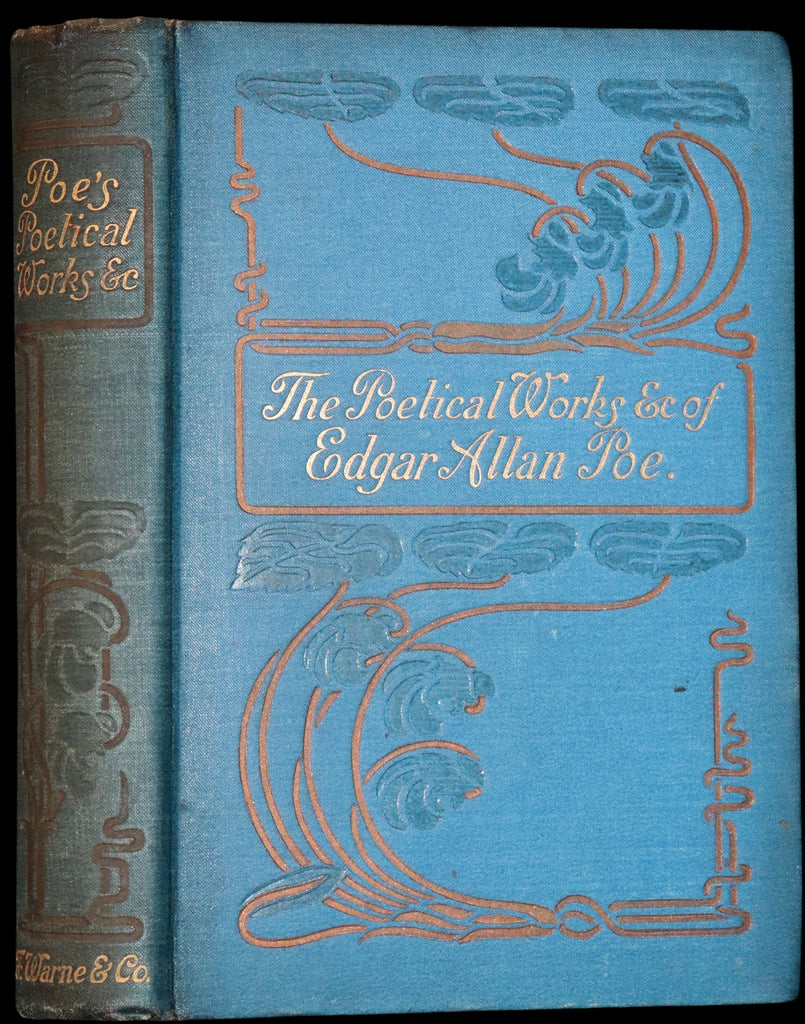 Poe's
Poetical
Works &c
F. Warne & Co.
The Poetical Works &c of
Edgar Allan Poe.